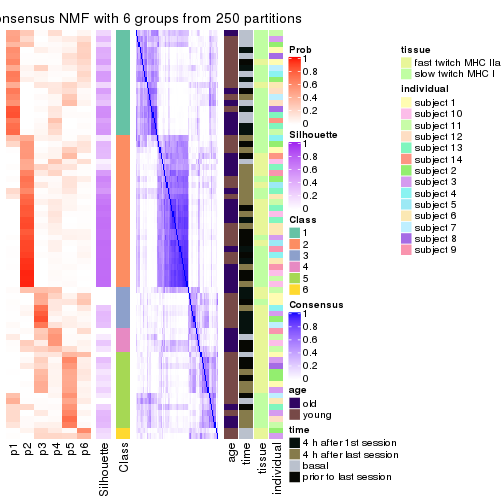 onsensus NMF with 6 groups from 250 partitions
Prob
1
0.8
0.6
0.4
0.2
0
Silhouette
1
0.8
0.6
0.4
0.2
0
Class
1
2
3
4
5
6
Consensus
1
0.8
0.6
0.4
0.2
0
age
old
young
time
4 h after 1st session
4 h after last session
basal
prior to last session
tissue
fast twitch MHC IIa
slow twitch MHC I
individual
subject 1
subject 10
subject 11
subject 12
subject 13
subject 14
subject 2
subject 3
subject 4
subject 5
subject 6
subject 7
subject 8
subject 9
p1
p2
p3
p4
p5
p6
Silhouette
Class
age
time
tissue
individual